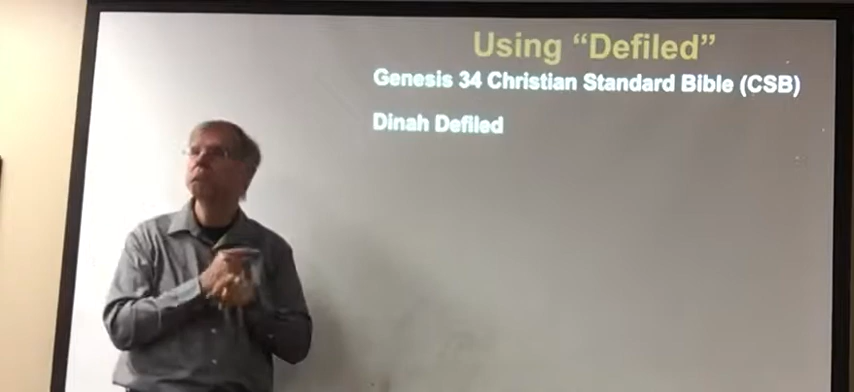 Using “Defiled”
Genesis 34 Christian Standard Bible (CSB)
Dinah Defiled